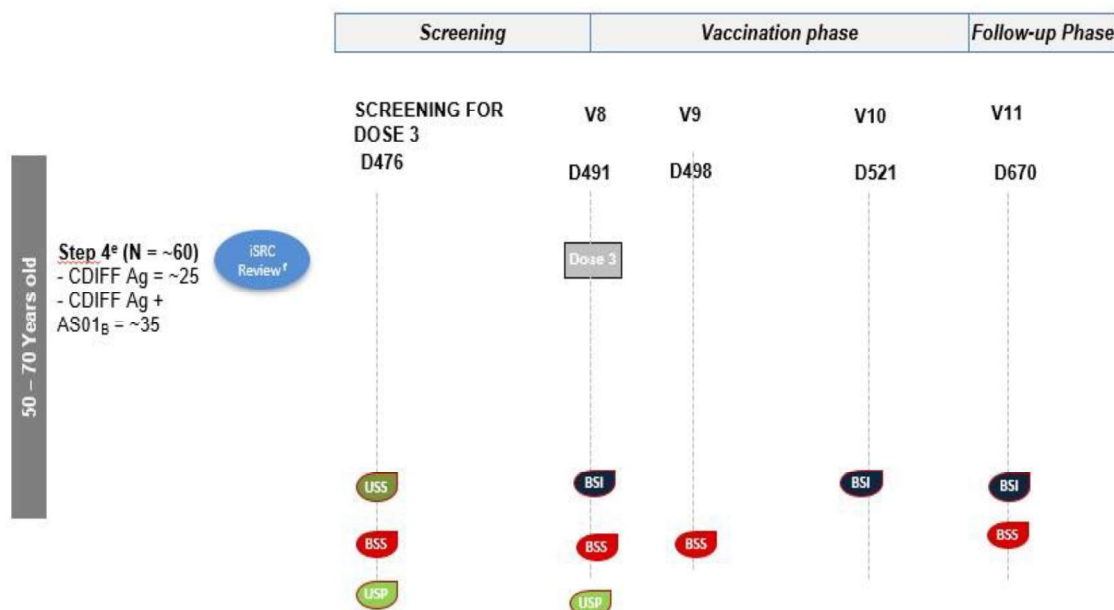 Screening Vaccination phase Follow-up Phase
SCREENING FOR
DOSE 3
D476
V8 V9 V10 V11
D491 D498 D521 D670
50 – 70 Years old
Step 4ᵉ (N = ~60)
- CDIFF Ag = ~25
- CDIFF Ag +
AS01B = ~35
iSRC
Review ᶠ
Dose 3
USS BSI BSI BSI
BSS BSS BSS BSS
USP USP